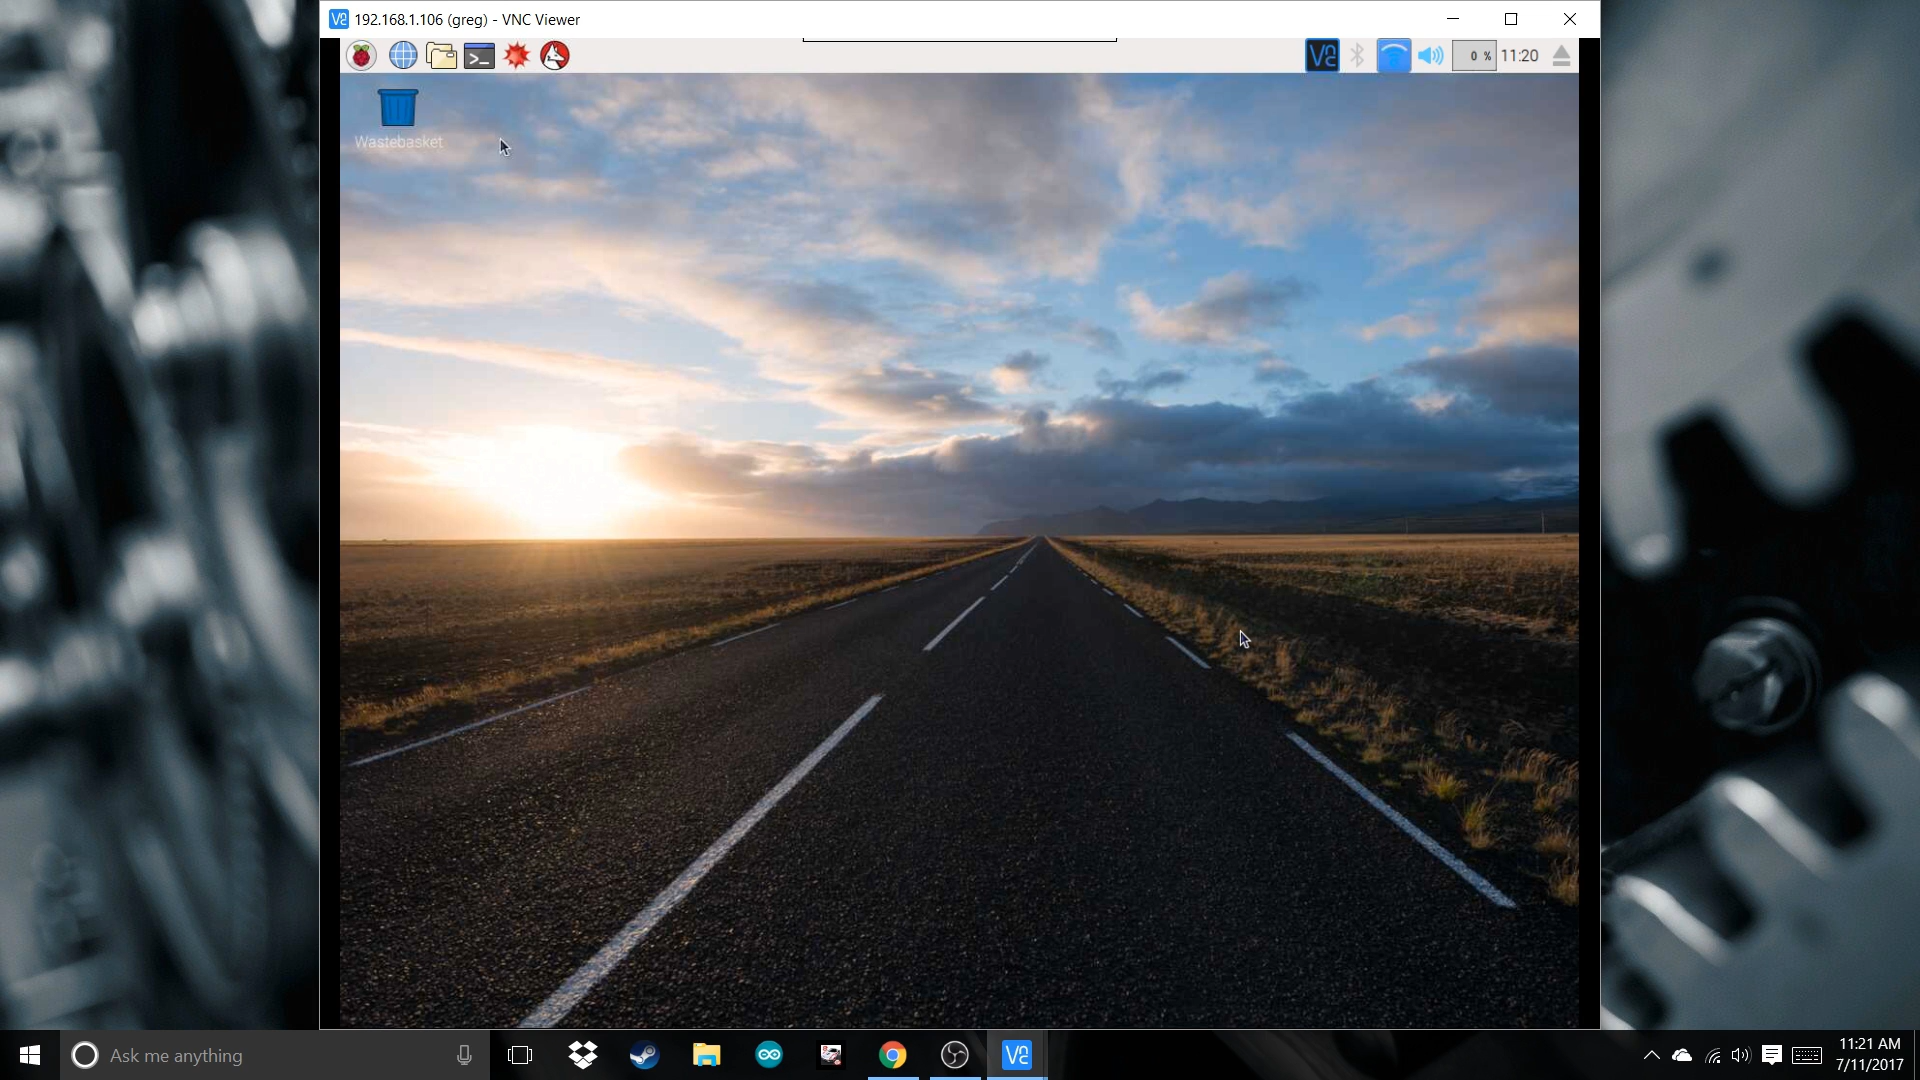 192.168.1.106 (greg) - VNC Viewer
0 %
11:20
Wastebasket
Ask me anything
11:21 AM
7/11/2017